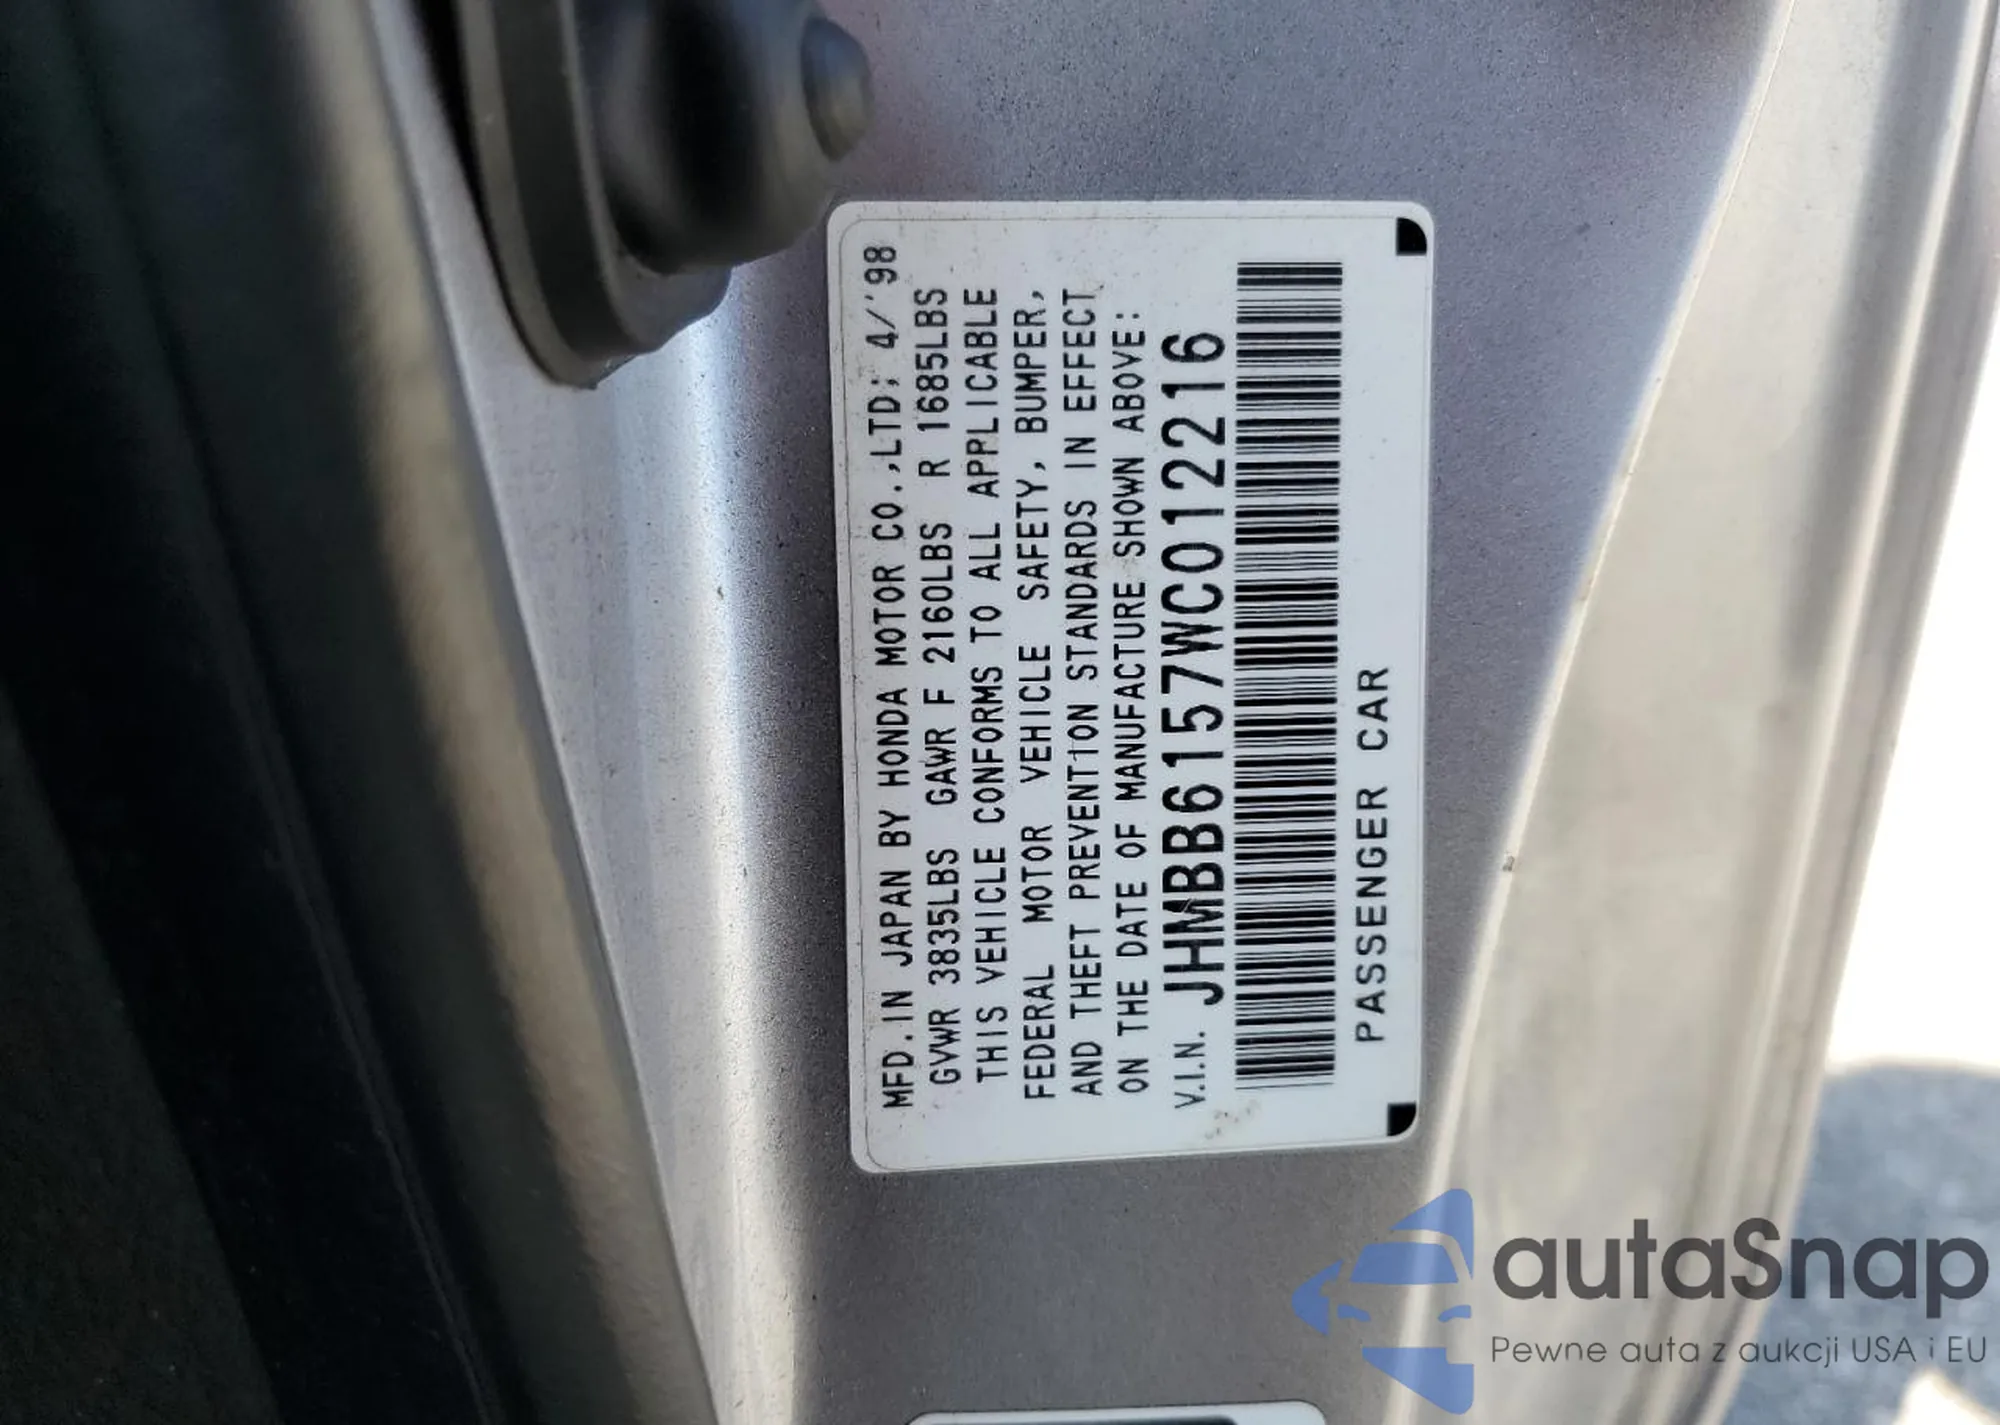 MFD.IN JAPAN BY HONDA MOTOR CO.,LTD; 4/'98
GVWR 3835LBS GAWR F 2160LBS R 1685LBS
THIS VEHICLE CONFORMS TO ALL APPLICABLE
FEDERAL MOTOR VEHICLE SAFETY, BUMPER,
AND THEFT PREVENTION STANDARDS IN EFFECT
ON THE DATE OF MANUFACTURE SHOWN ABOVE:
V.I.N. JHMBB6157WC012216
PASSENGER CAR
autaSnap
Pewne auta z aukcji USA i EU